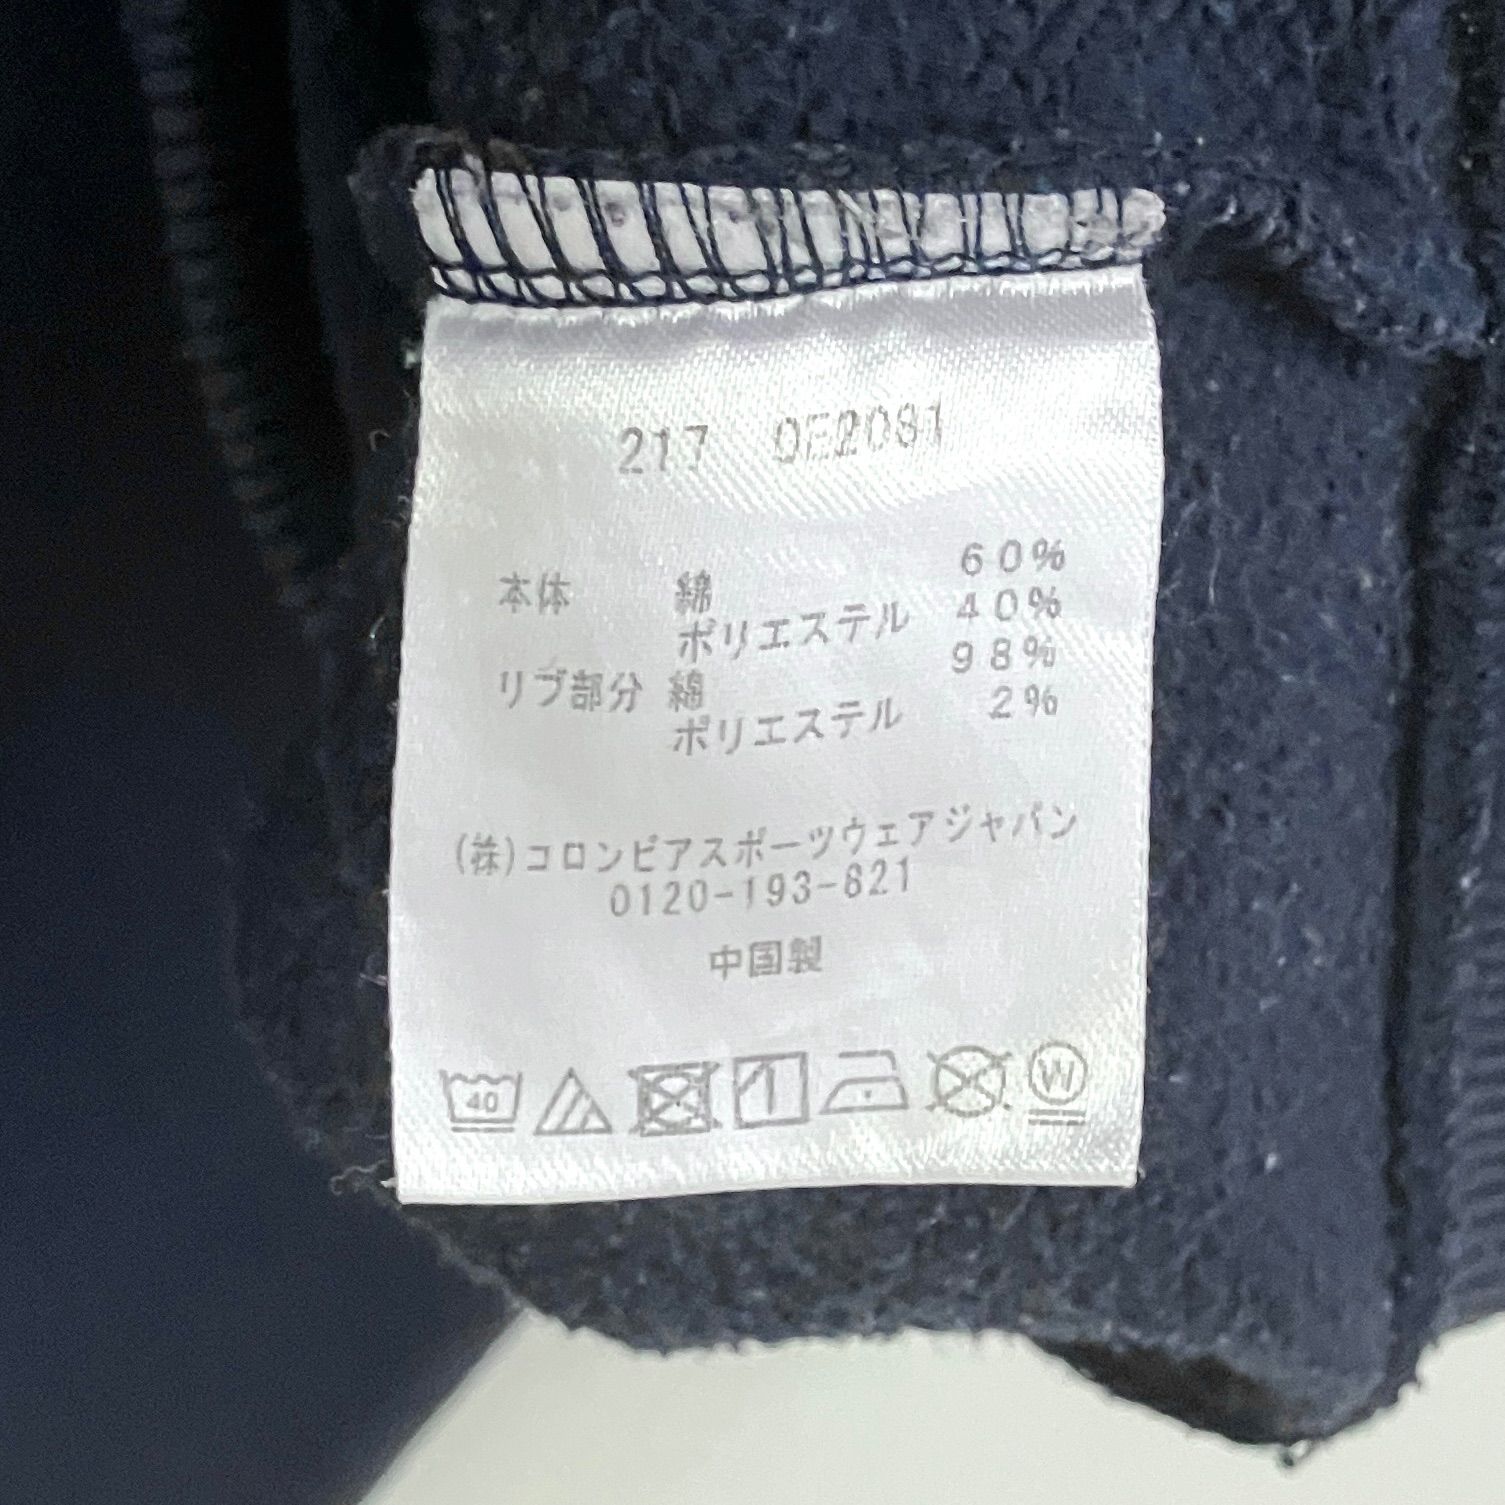 217 0E2081
本体 綿 60%
ポリエステル 40%
リブ部分 綿 98%
ポリエステル 2%
(株)コロンビアスポーツウェアジャパン
0120-193-821
中国製
40 W